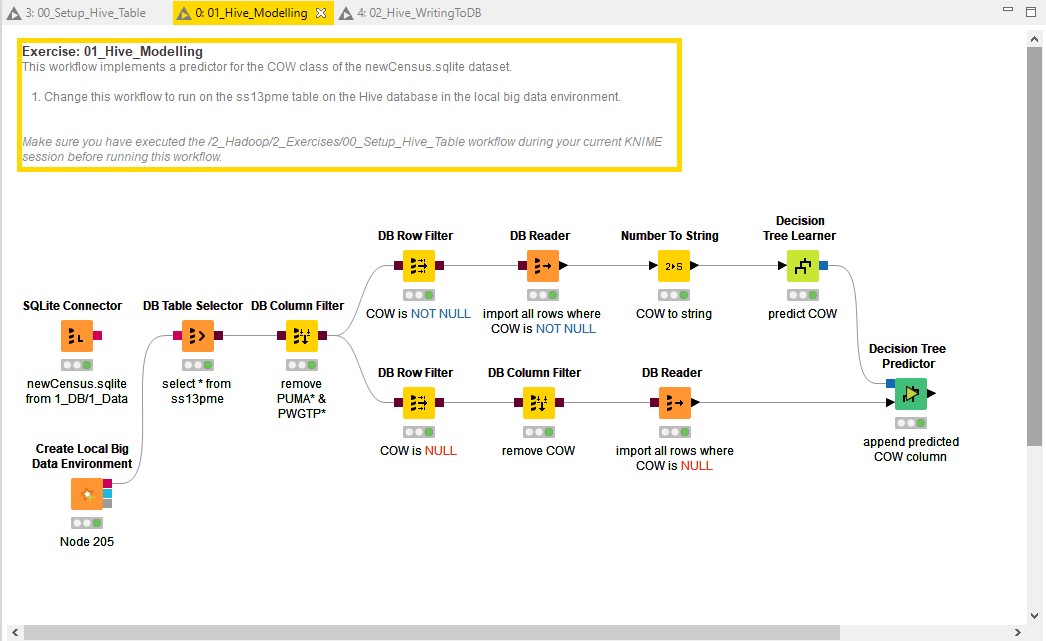 3: 00_Setup_Hive_Table
0: 01_Hive_Modelling
4: 02_Hive_WritingToDB
Exercise: 01_Hive_Modelling
This workflow implements a predictor for the COW class of the newCensus.sqlite dataset.
1. Change this workflow to run on the ss13pme table on the Hive database in the local big data environment.
Make sure you have executed the /2_Hadoop/2_Exercises/00_Setup_Hive_Table workflow during your current KNIME
session before running this workflow.
SQLite Connector
newCensus.sqlite
from 1_DB/1_Data
Create Local Big
Data Environment
Node 205
DB Table Selector
select * from
ss13pme
DB Column Filter
remove
PUMA* &
PWGTP*
DB Row Filter
COW is NOT NULL
DB Reader
import all rows where
COW is NOT NULL
Number To String
2▸S
COW to string
Decision
Tree Learner
predict COW
DB Row Filter
COW is NULL
DB Column Filter
remove COW
DB Reader
import all rows where
COW is NULL
Decision Tree
Predictor
append predicted
COW column